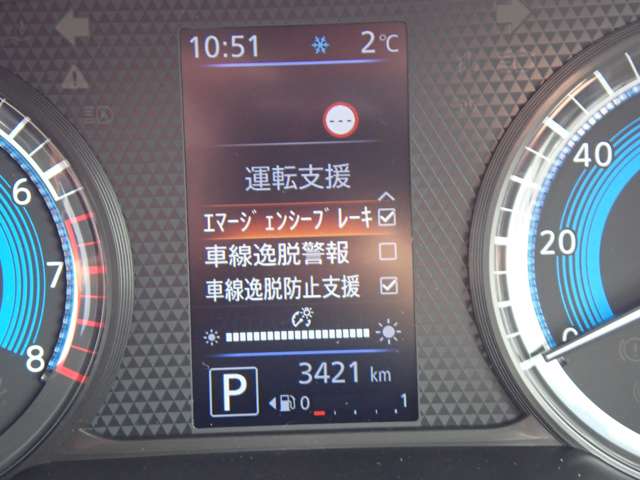 10:51 2℃
---
運転支援
ｴﾏｰｼﾞｪﾝｼｰﾌﾞﾚｰｷ
車線逸脱警報
車線逸脱防止支援
P 3421 km
0 1
6
7
8
40
20
0